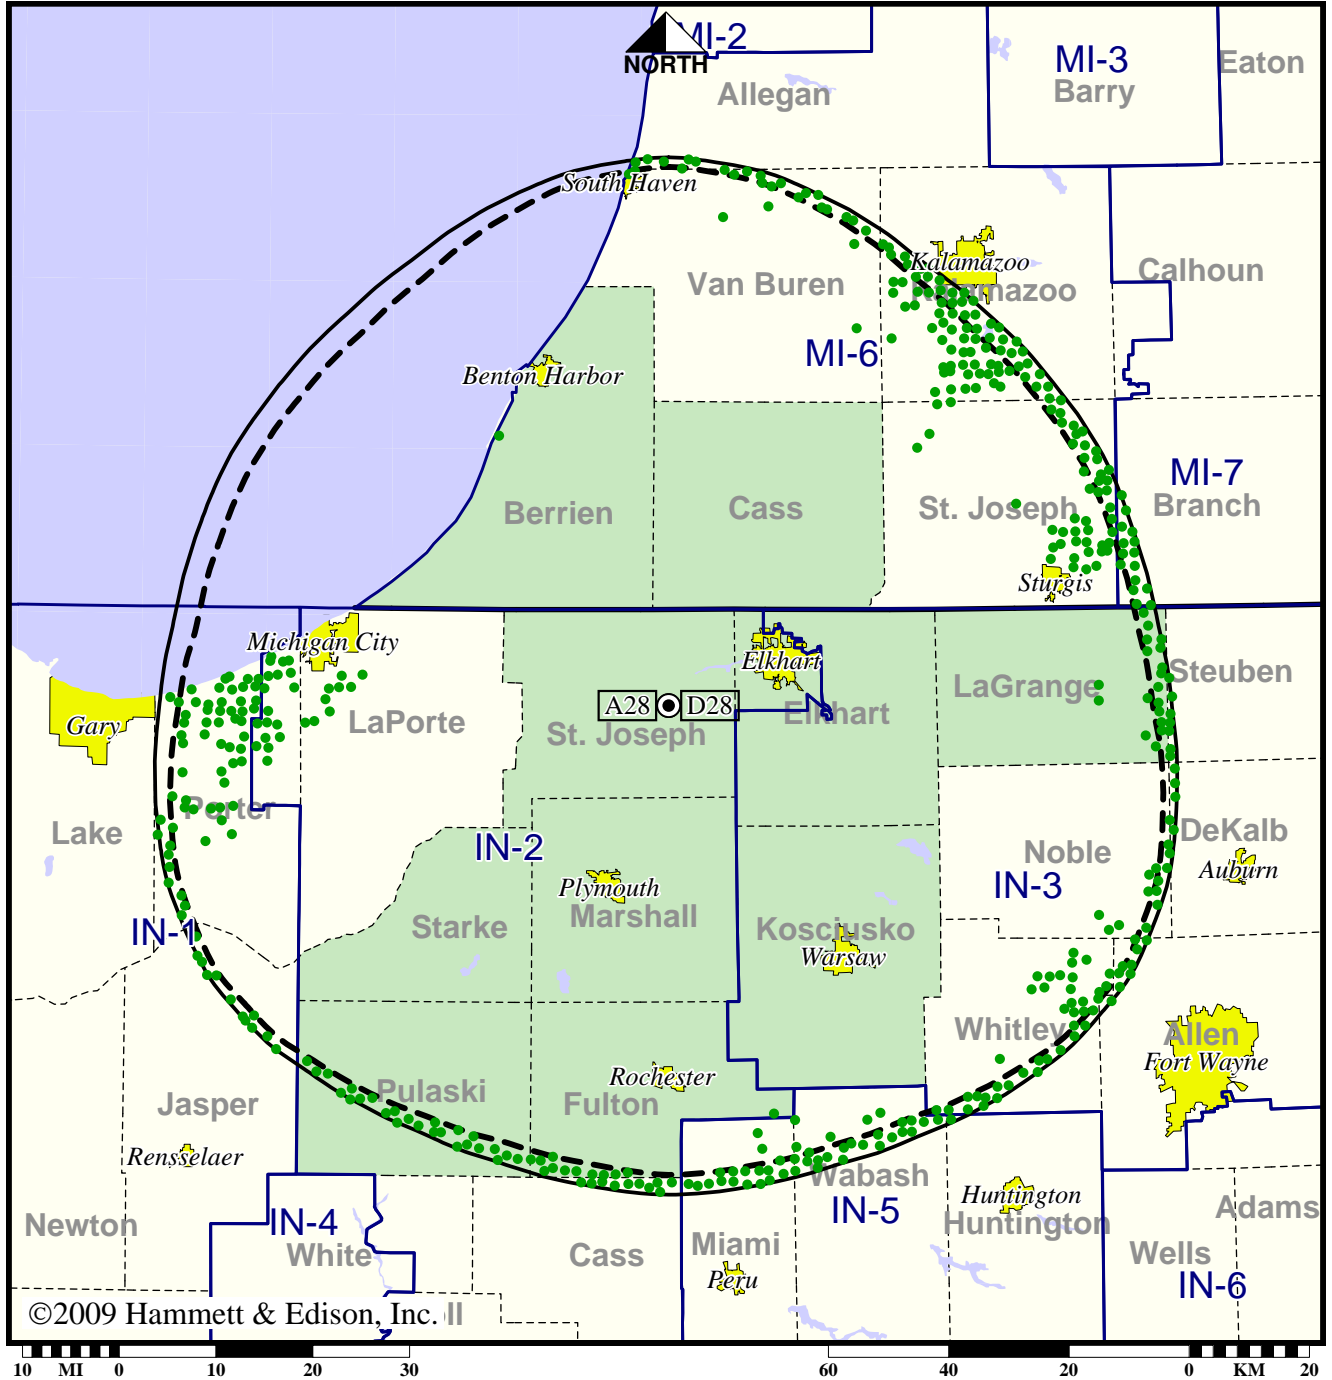 MI-2
NORTH
MI-3
Eaton
Allegan
Barry
South Haven
Kalamazoo
Calhoun
Van Buren
Kalamazoo
MI-6
Benton Harbor
MI-7
Berrien
Cass
St. Joseph
Branch
Sturgis
Michigan City
Elkhart
Steuben
LaGrange
A28
D28
Gary
LaPorte
Elkhart
St. Joseph
Porter
Lake
DeKalb
IN-2
Noble
Auburn
IN-3
Plymouth
Marshall
Starke
Kosciusko
IN-1
Warsaw
Whitley
Allen
Fort Wayne
Rochester
Pulaski
Fulton
Jasper
Rensselaer
Wabash
Huntington
IN-5
Adams
Newton
IN-4
Huntington
White
Cass
Miami
Wells
Peru
IN-6
©2009 Hammett & Edison, Inc.
ll
10 MI 0 10 20 30
60 40 20 0 KM 20